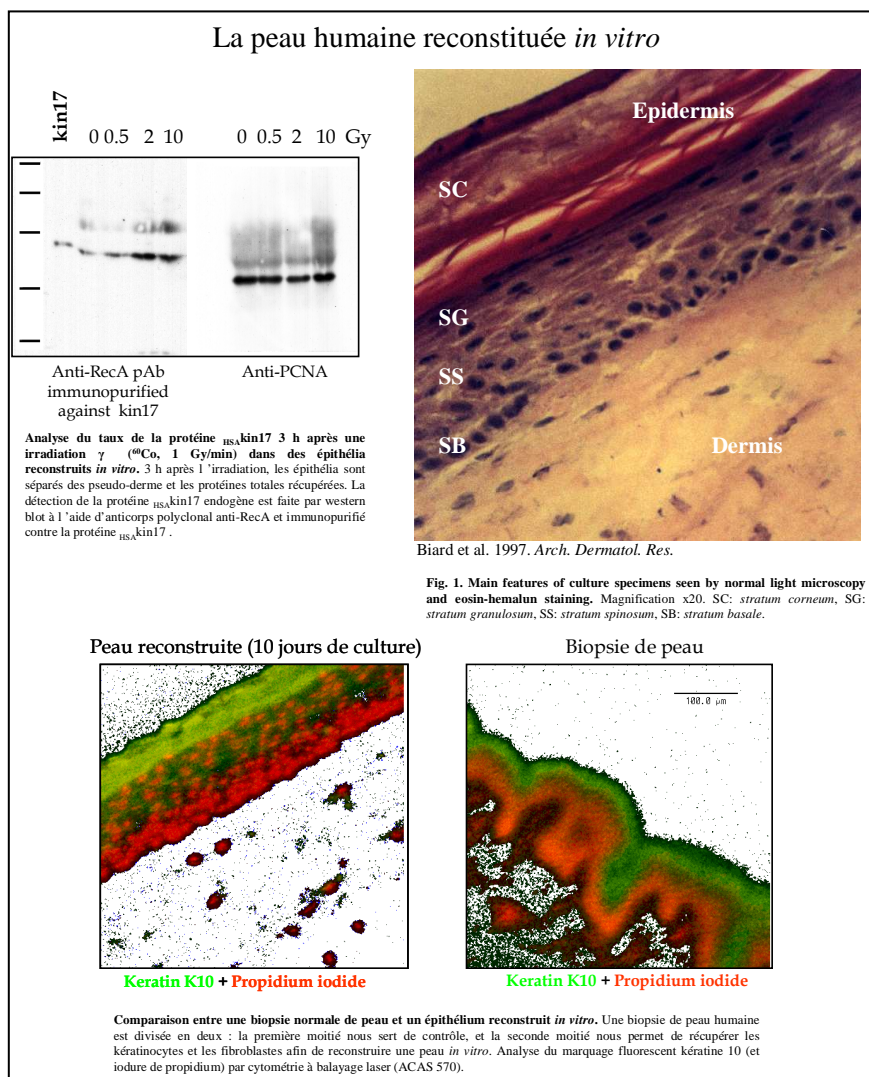 La peau humaine reconstituée in vitro
kin17
0 0.5 2 10 0 0.5 2 10 Gy
Anti-RecA pAb
immunopurified
against kin17
Anti-PCNA
Analyse du taux de la protéine HSAkin17 3 h après une
irradiation γ (60Co, 1 Gy/min) dans des épithélia
reconstruits in vitro. 3 h après l 'irradiation, les épithélia sont
séparés des pseudo-derme et les protéines totales récupérées. La
détection de la protéine HSAkin17 endogène est faite par western
blot à l 'aide d'anticorps polyclonal anti-RecA et immunopurifié
contre la protéine HSAkin17 .
Epidermis
SC
SG
SS
SB
Dermis
Biard et al. 1997. Arch. Dermatol. Res.
Fig. 1. Main features of culture specimens seen by normal light microscopy
and eosin-hemalun staining. Magnification x20. SC: stratum corneum, SG:
stratum granulosum, SS: stratum spinosum, SB: stratum basale.
Peau reconstruite (10 jours de culture)
Biopsie de peau
100.0 µm
Keratin K10 + Propidium iodide
Keratin K10 + Propidium iodide
Comparaison entre une biopsie normale de peau et un épithélium reconstruit in vitro. Une biopsie de peau humaine
est divisée en deux : la première moitié nous sert de contrôle, et la seconde moitié nous permet de récupérer les
kératinocytes et les fibroblastes afin de reconstruire une peau in vitro. Analyse du marquage fluorescent kératine 10 (et
iodure de propidium) par cytométrie à balayage laser (ACAS 570).